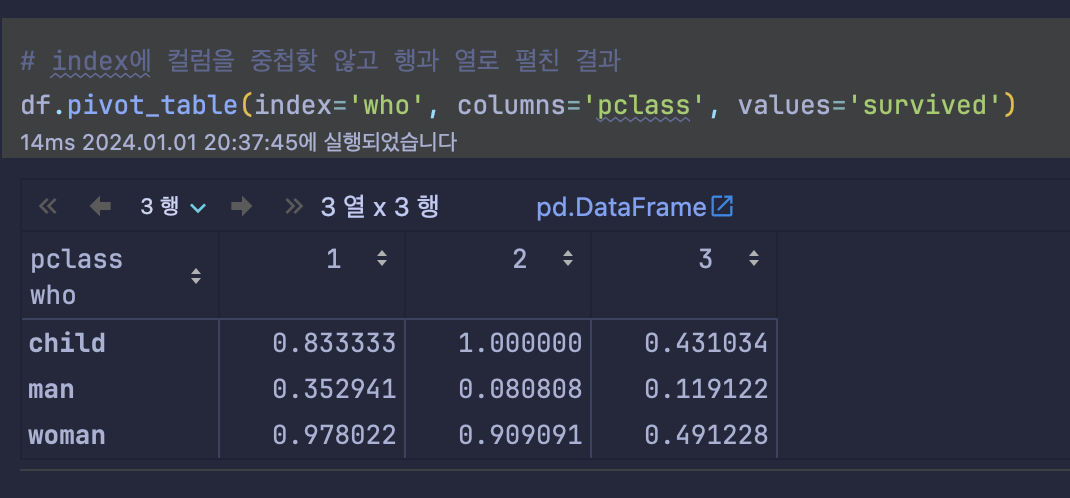 # index에 컬럼을 중첩핮 않고 행과 열로 펼친 결과
df.pivot_table(index='who', columns='pclass', values='survived')
14ms 2024.01.01 20:37:45에 실행되었습니다
3 행 3 열 x 3 행 pd.DataFrame
pclass 1 2 3
who
child 0.833333 1.000000 0.431034
man 0.352941 0.080808 0.119122
woman 0.978022 0.909091 0.491228